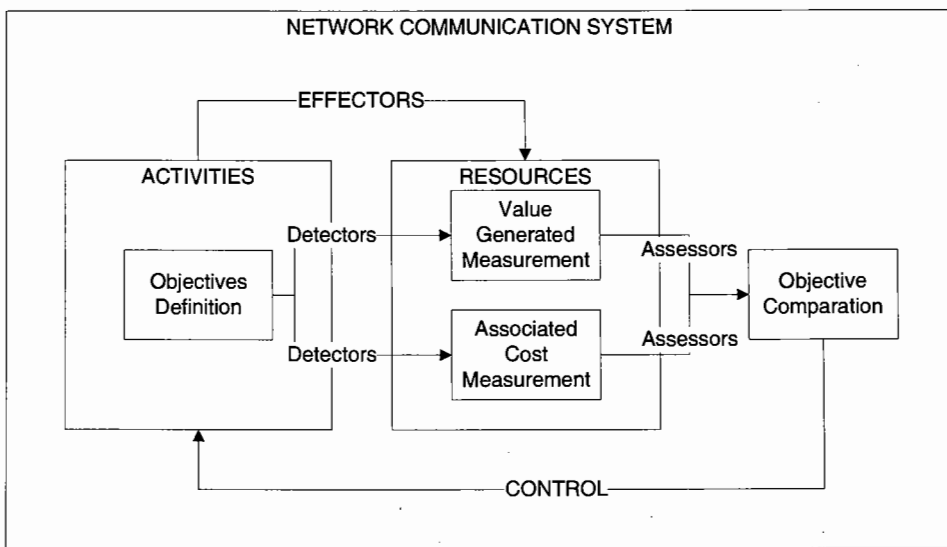 NETWORK COMMUNICATION SYSTEM
EFFECTORS
ACTIVITIES
RESOURCES
Value
Generated
Measurement
Detectors
Assessors
Objectives
Definition
Objective
Comparation
Detectors
Associated
Cost
Measurement
Assessors
CONTROL